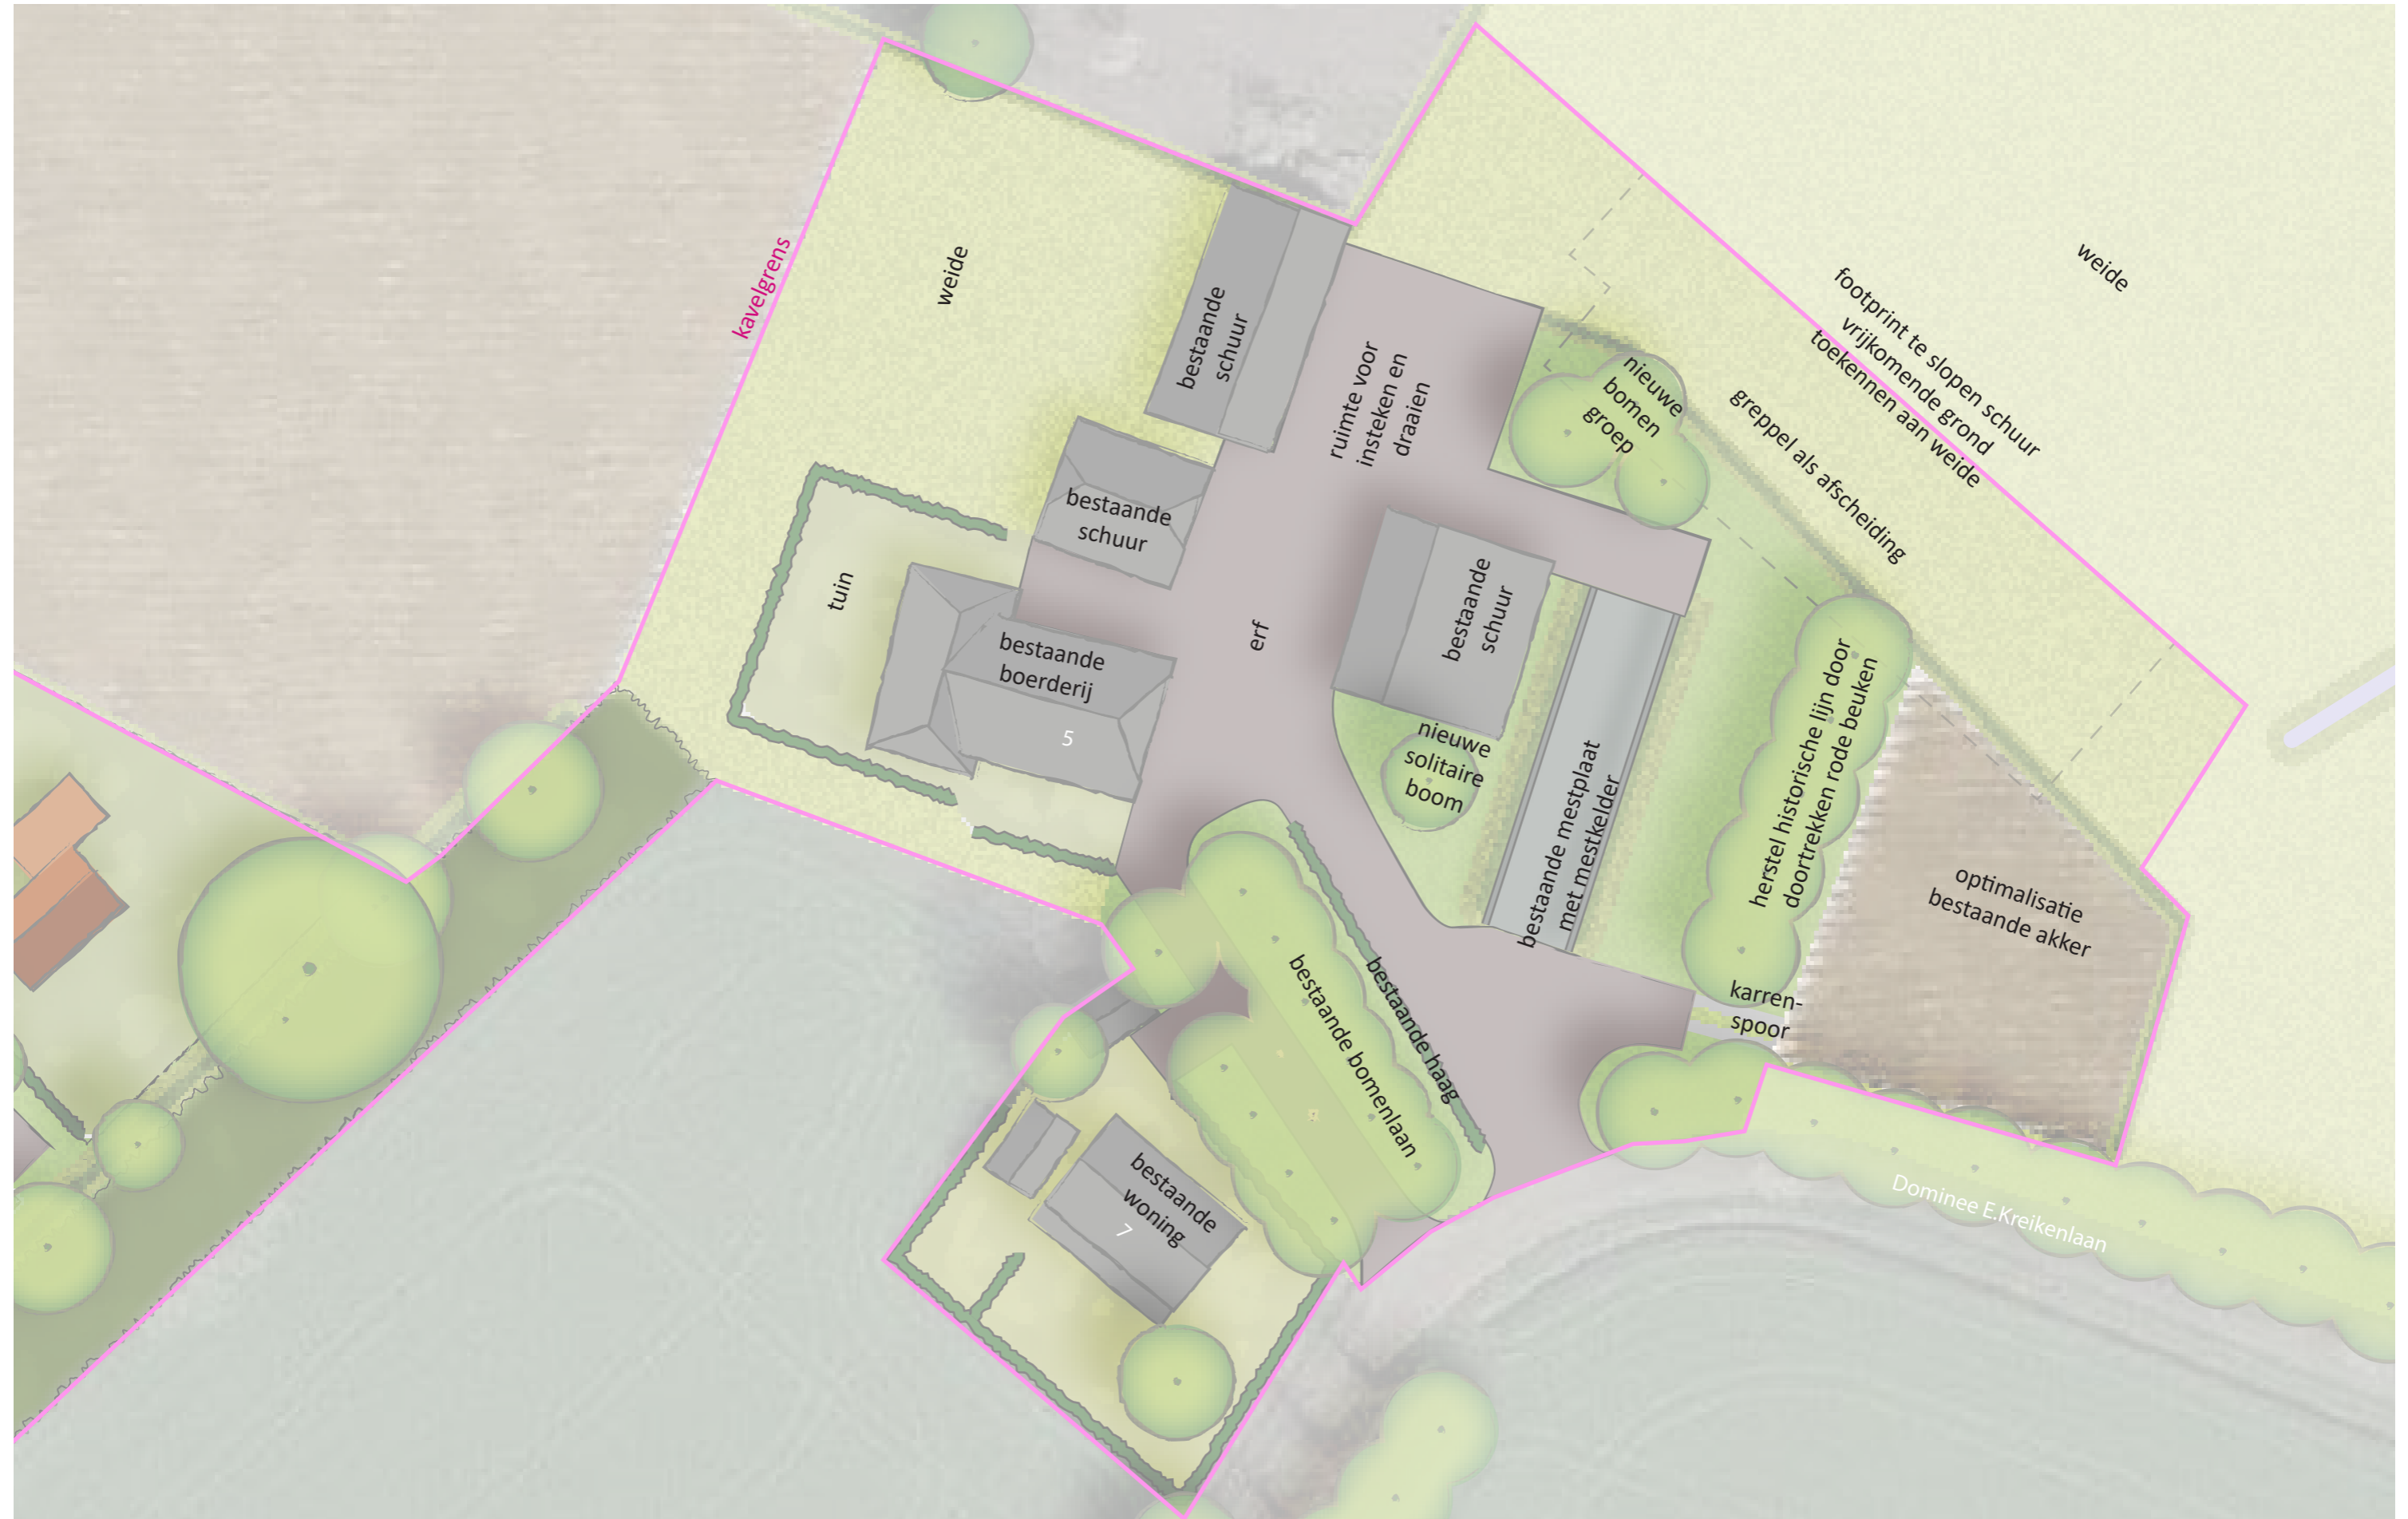 kavelgrens
weide
bestaande
schuur
bestaande
schuur
tuin
bestaande
boerderij
5
erf
ruimte voor
insteken en
draaien
nieuwe
bomen
groep
weide
footprint te slopen schuur
vrijkomende grond
toekennen aan weide
greppel als afscheiding
bestaande
schuur
nieuwe
solitaire
boom
bestaande mestplaat
met mestkelder
herstel historische lijn door
doortrekken rode beuken
optimalisatie
bestaande akker
karren-
spoor
bestaande haag
bestaande bomenlaan
bestaande
woning
7
Dominee E.Kreikenlaan